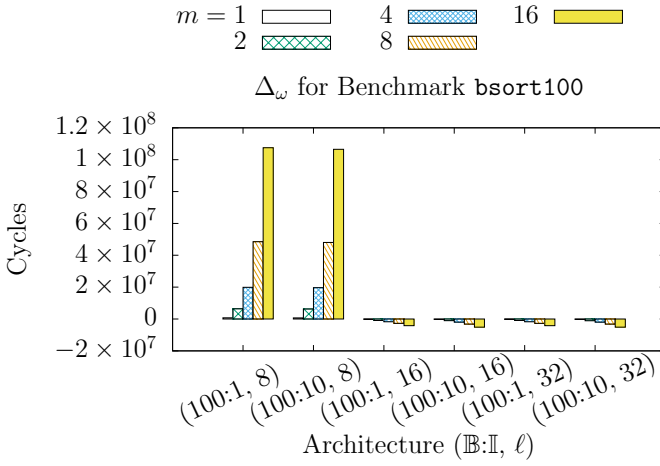 m = 1 4 16
2 8
Δ_ω for Benchmark bsort100
Cycles
1.2 × 10^8
1 × 10^8
8 × 10^7
6 × 10^7
4 × 10^7
2 × 10^7
0
−2 × 10^7
(100:1, 8) (100:10, 8) (100:1, 16) (100:10, 16) (100:1, 32) (100:10, 32)
Architecture (𝔹:𝕀, ℓ)